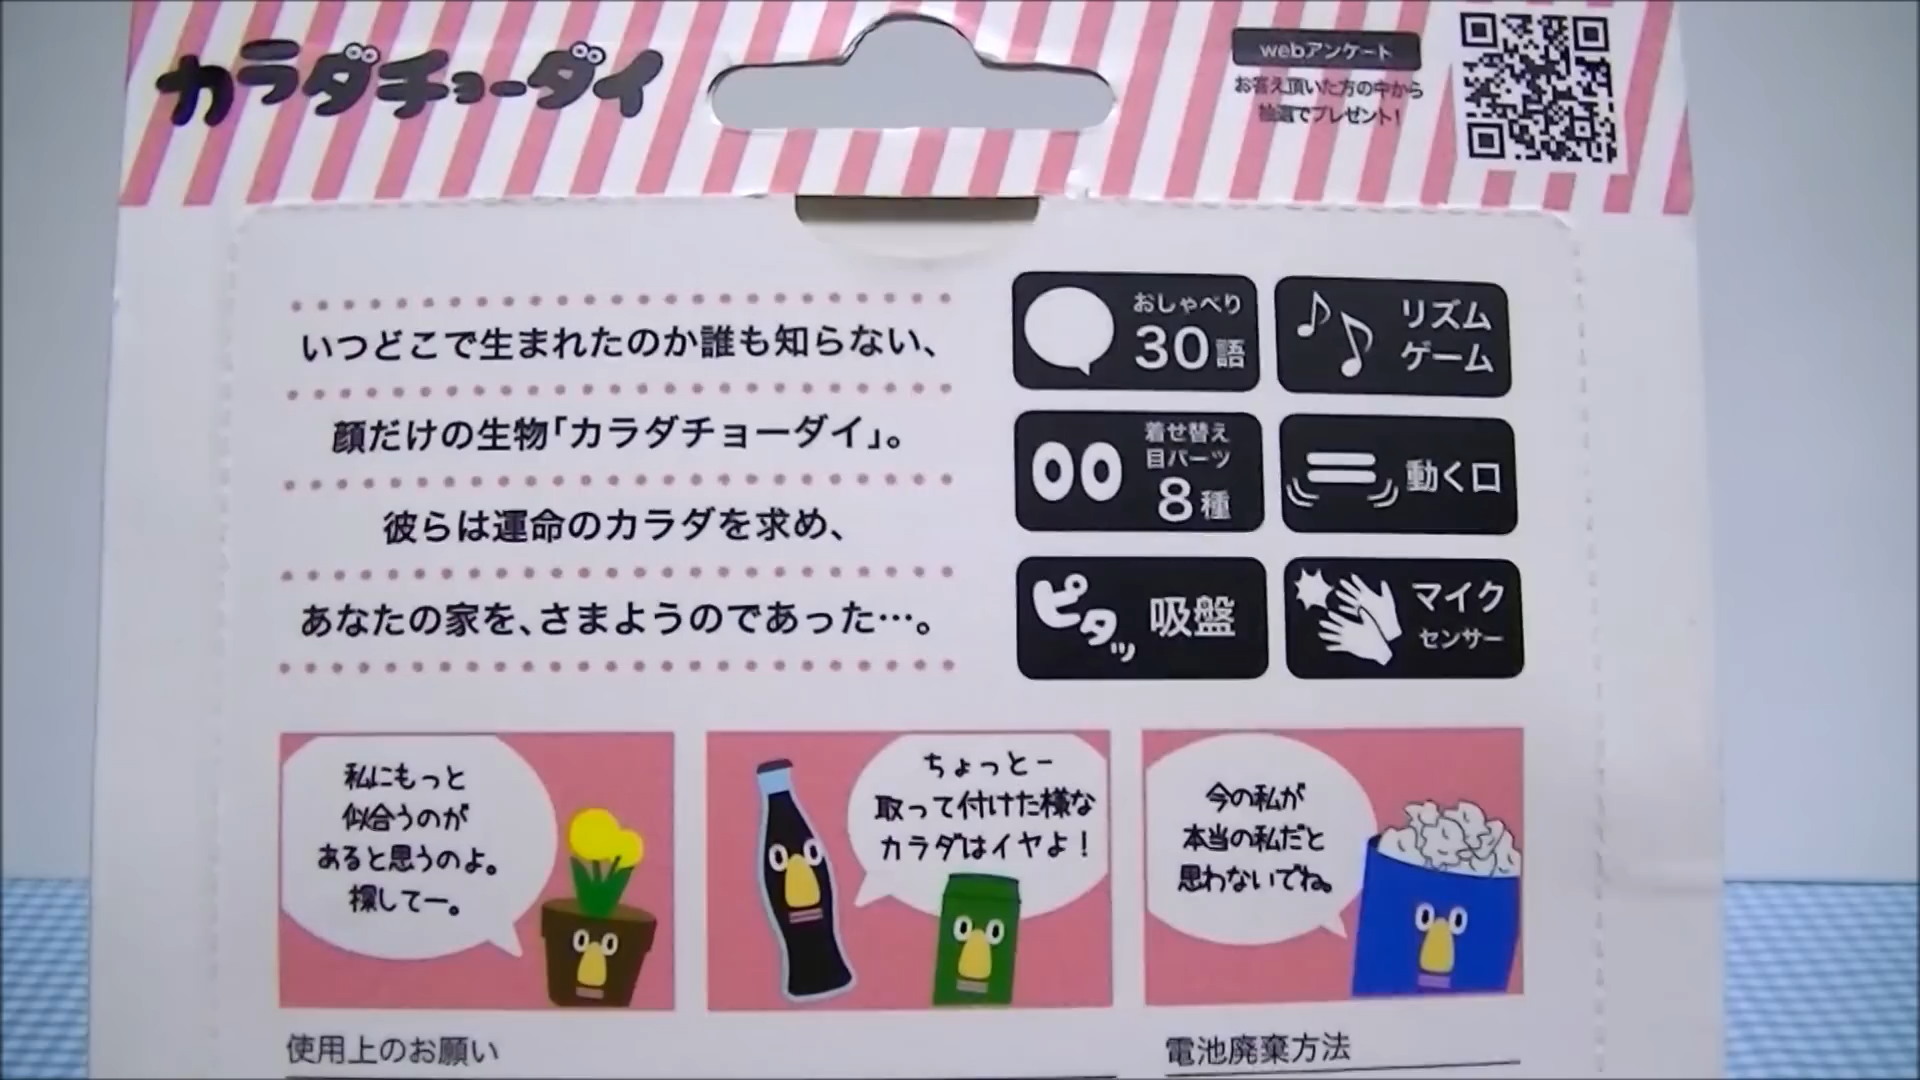 カラダチョーダイ
webアンケート
お答え頂いた方の中から
抽選でプレゼント!
いつどこで生まれたのか誰も知らない、
顔だけの生物「カラダチョーダイ」。
彼らは運命のカラダを求め、
あなたの家を、さまようのであった…。
おしゃべり
30語
リズム
ゲーム
着せ替え
目パーツ
8種
動く口
ピタッ
吸盤
マイク
センサー
私にもっと
似合うのが
あると思うのよ。
探してー。
ちょっとー
取って付けた様な
カラダはイヤよ!
今の私が
本当の私だと
思わないでね。
使用上のお願い
電池廃棄方法